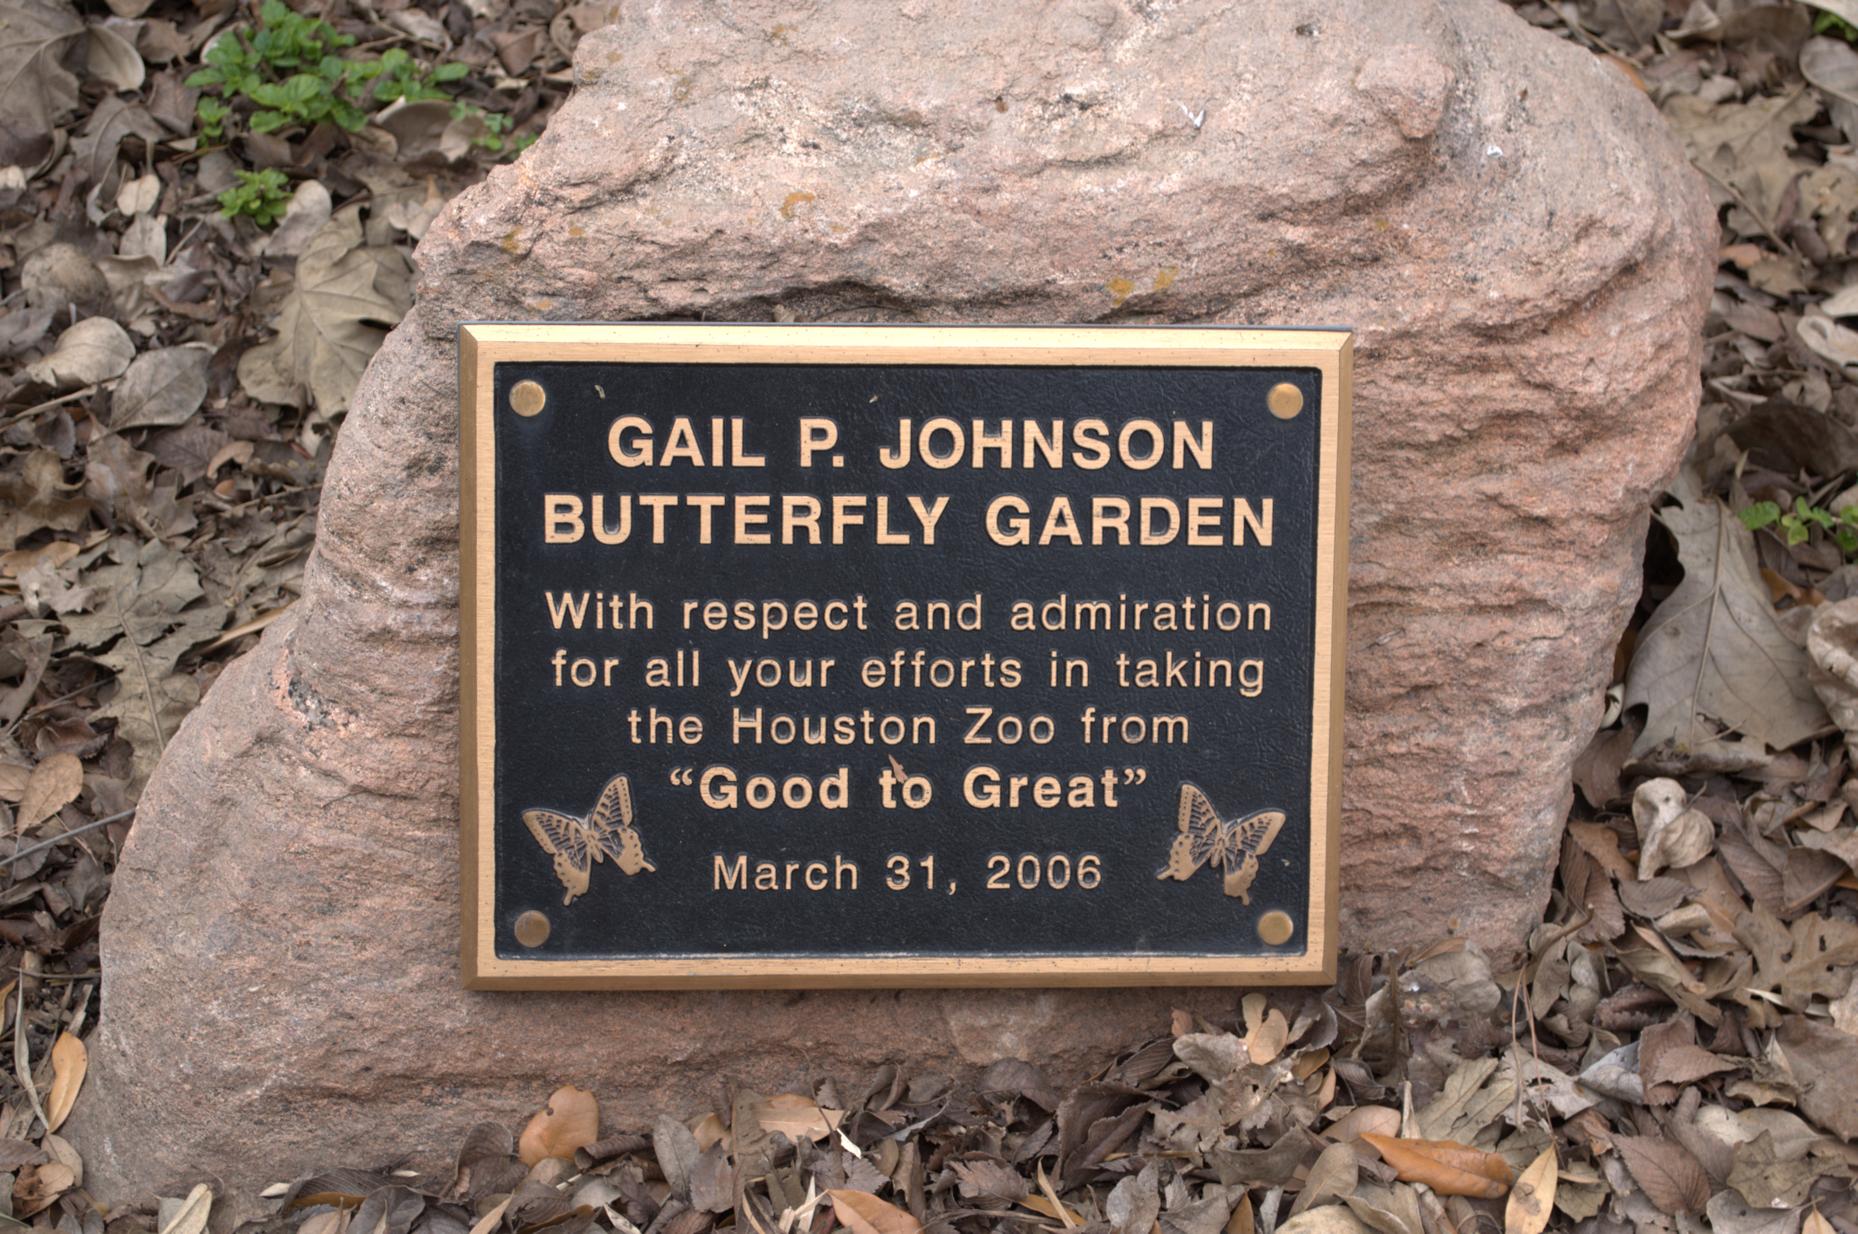 GAIL P. JOHNSON
BUTTERFLY GARDEN
With respect and admiration
for all your efforts in taking
the Houston Zoo from
“Good to Great”
March 31, 2006